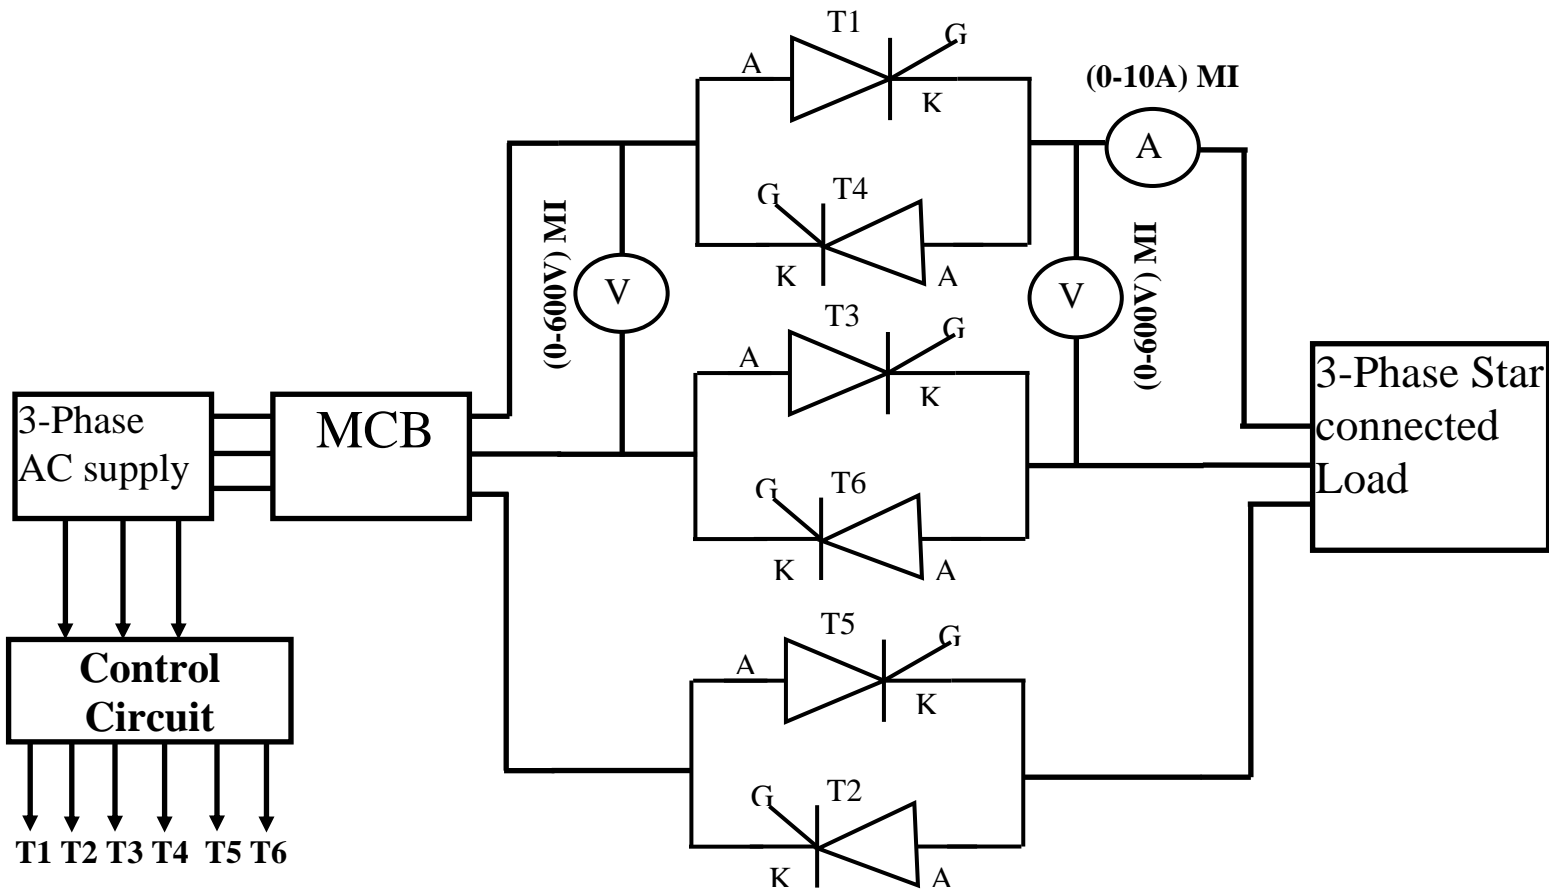 T1
G
A
K
(0-10A) MI
A
G
T4
K
A
(0-600V) MI
V
V
(0-600V) MI
T3
G
A
K
3-Phase Star
connected
Load
3-Phase
AC supply
MCB
G
T6
K
A
T5
G
A
K
Control
Circuit
G
T2
K
A
T1 T2 T3 T4 T5 T6